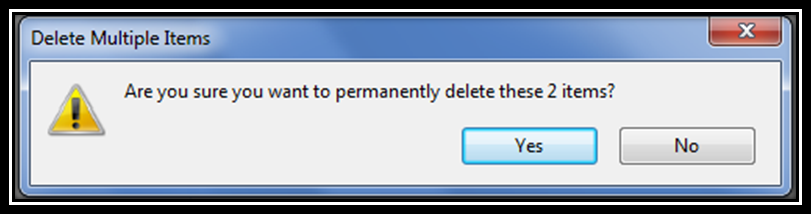 Delete Multiple Items
Are you sure you want to permanently delete these 2 items?
Yes
No